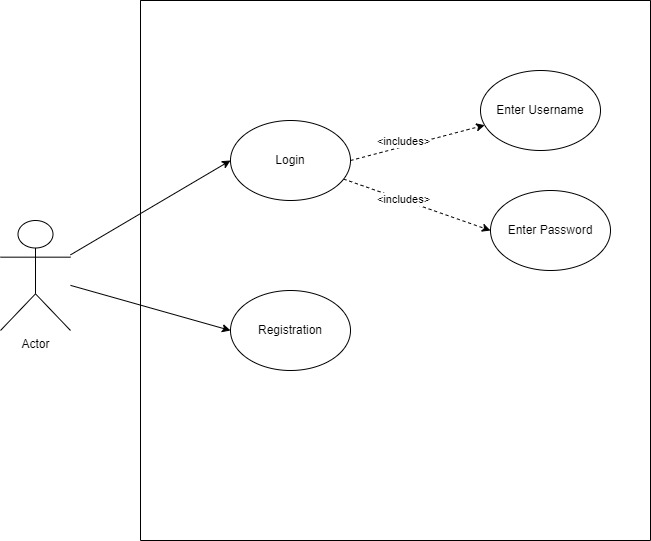 Enter Username
<includes>
Login
<includes>
Enter Password
Registration
Actor